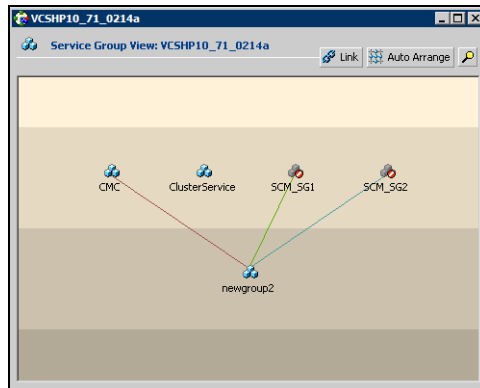 VCSHP10_71_0214a
Service Group View: VCSHP10_71_0214a
Link Auto Arrange
CMC ClusterService SCM_SG1 SCM_SG2
newgroup2